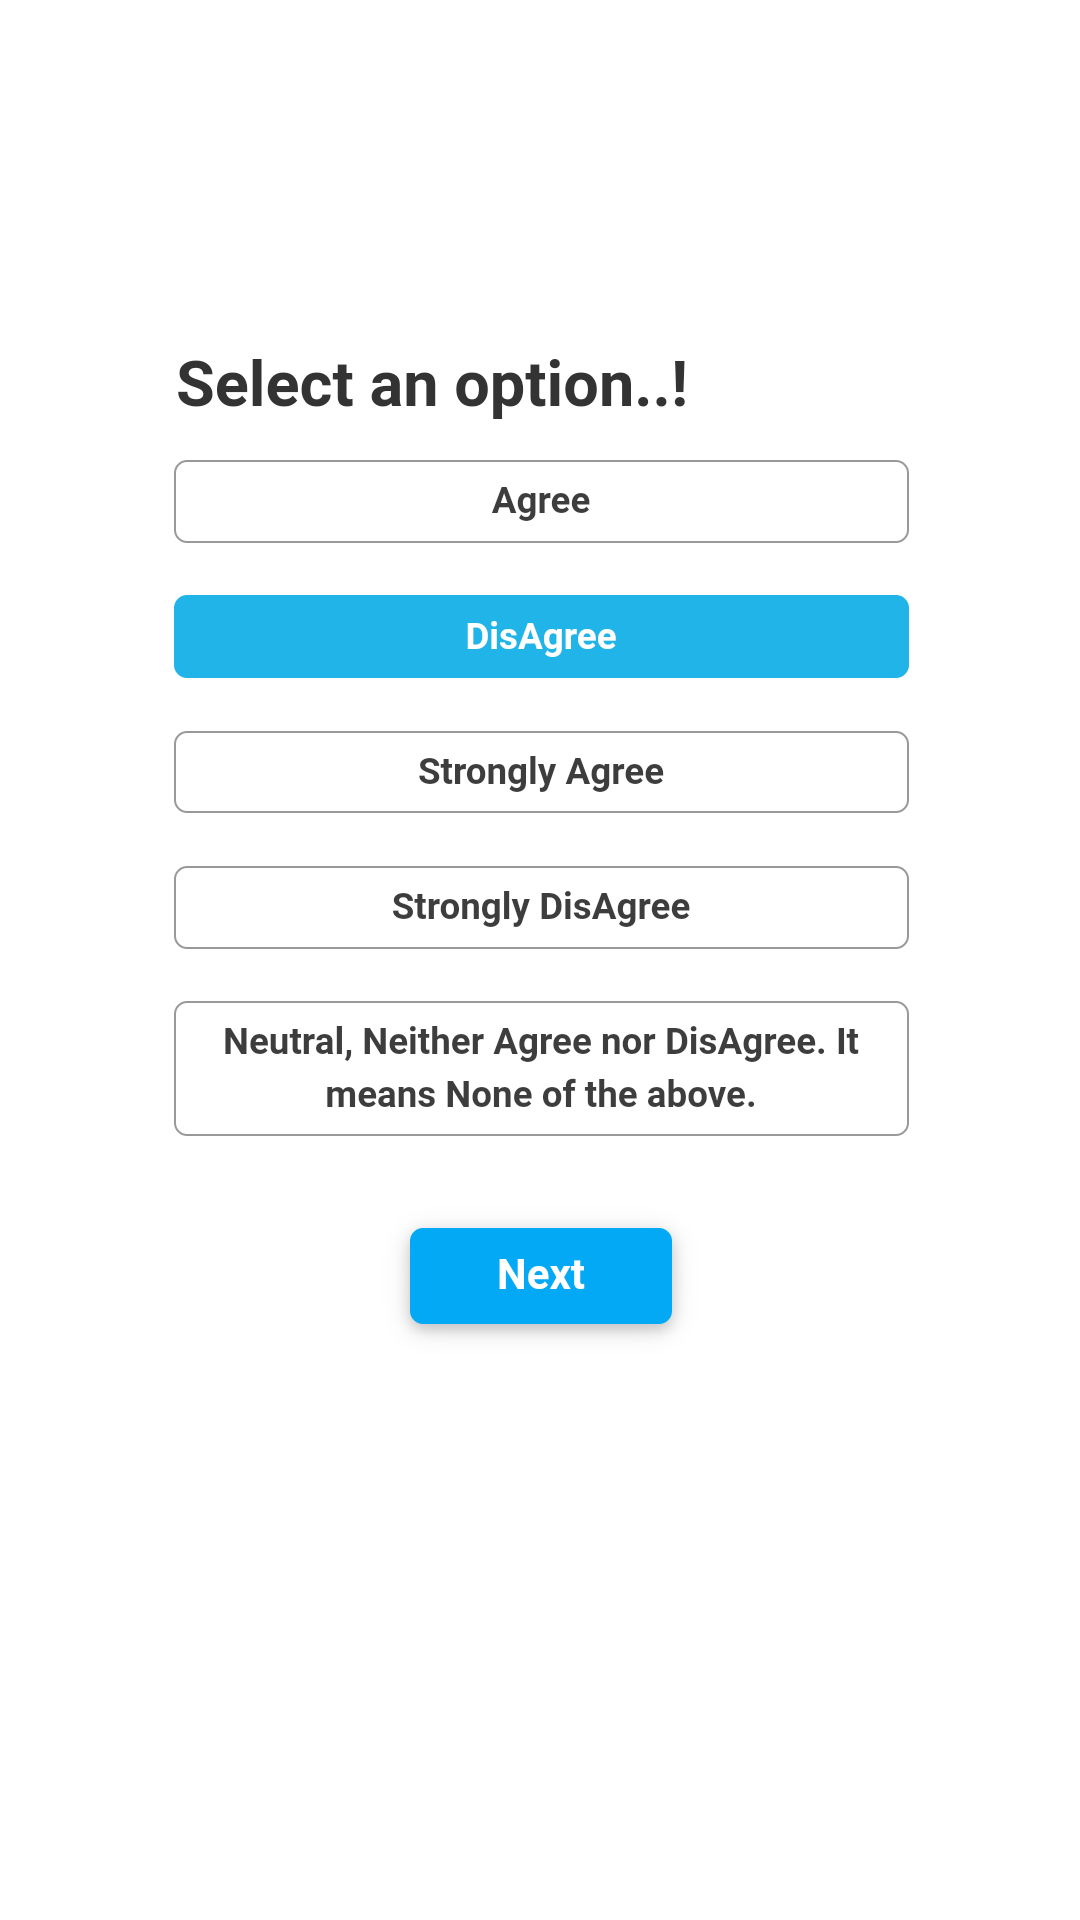 Select an option..!
Agree
DisAgree
Strongly Agree
Strongly DisAgree
Neutral, Neither Agree nor DisAgree. It
means None of the above.
Next